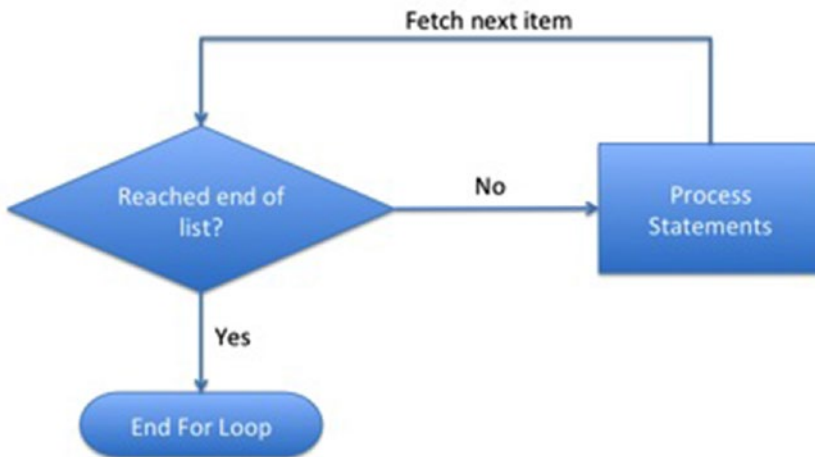 Fetch next item
Reached end of
list?
No
Process
Statements
Yes
End For Loop